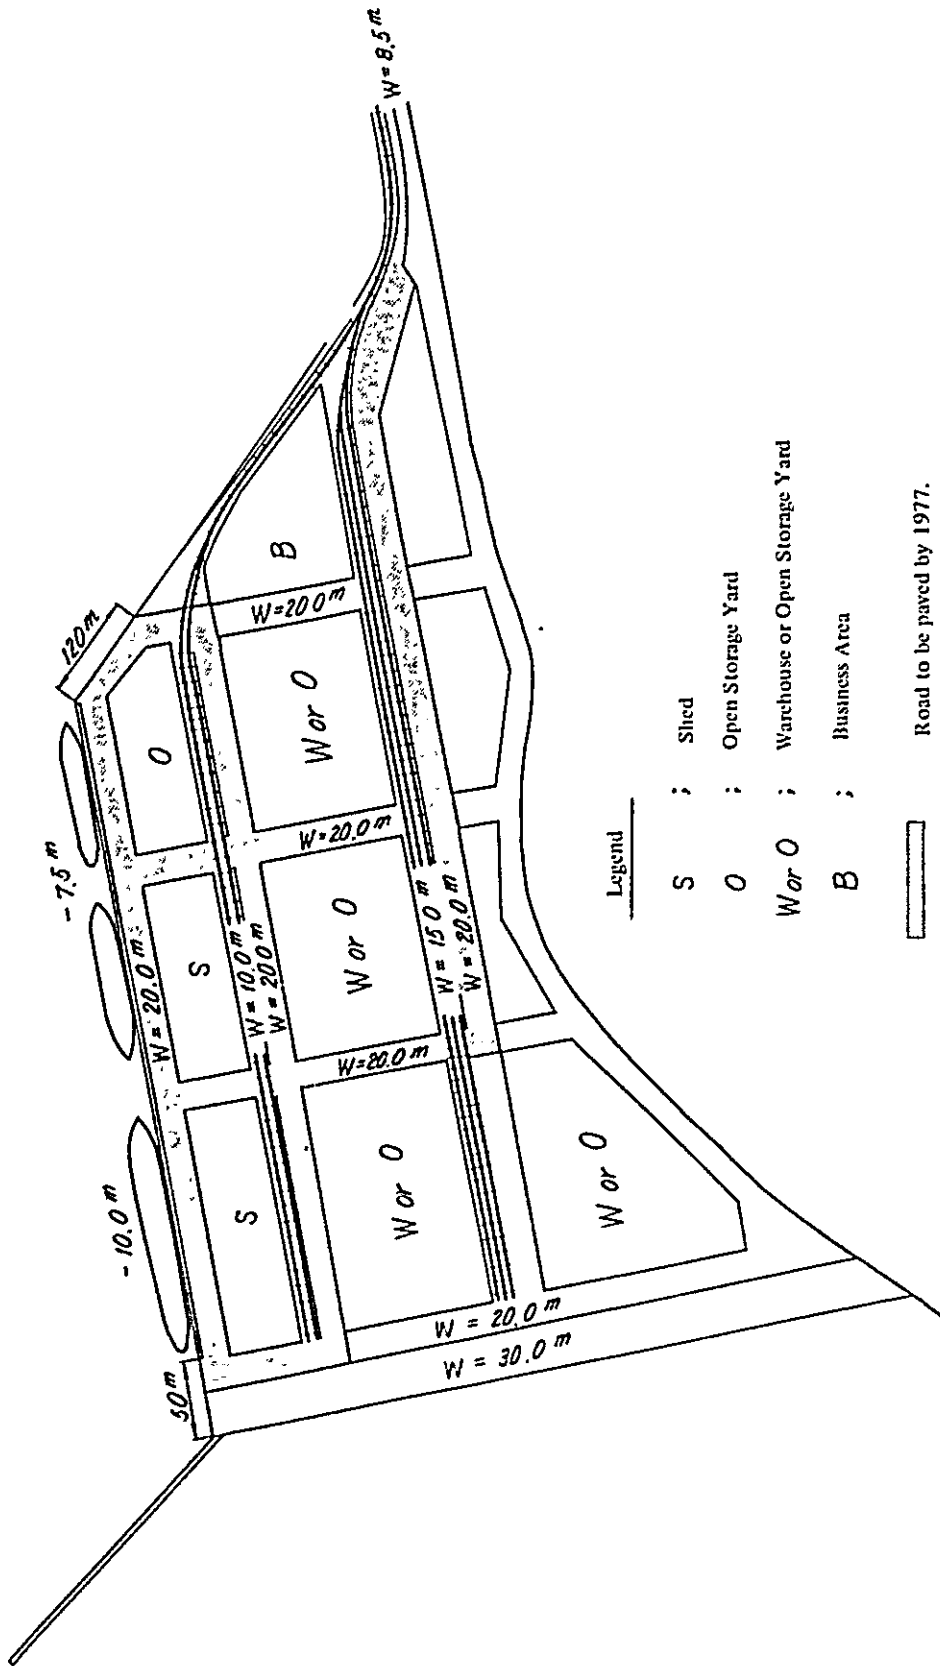 W=8.5m
120m
-7.5m
-10.0m
50m
O
S
S
B
W or O
W or O
W or O
W or O
W=20.0m
W=10.0m
W=20.0m
W=20.0m
W=20.0m
W=20.0m
W=15.0m
W=20.0m
W=20.0m
W=30.0m
Legend
S ; Shed
O ; Open Storage Yard
W or O ; Warehouse or Open Storage Yard
B ; Business Area
Road to be paved by 1977.